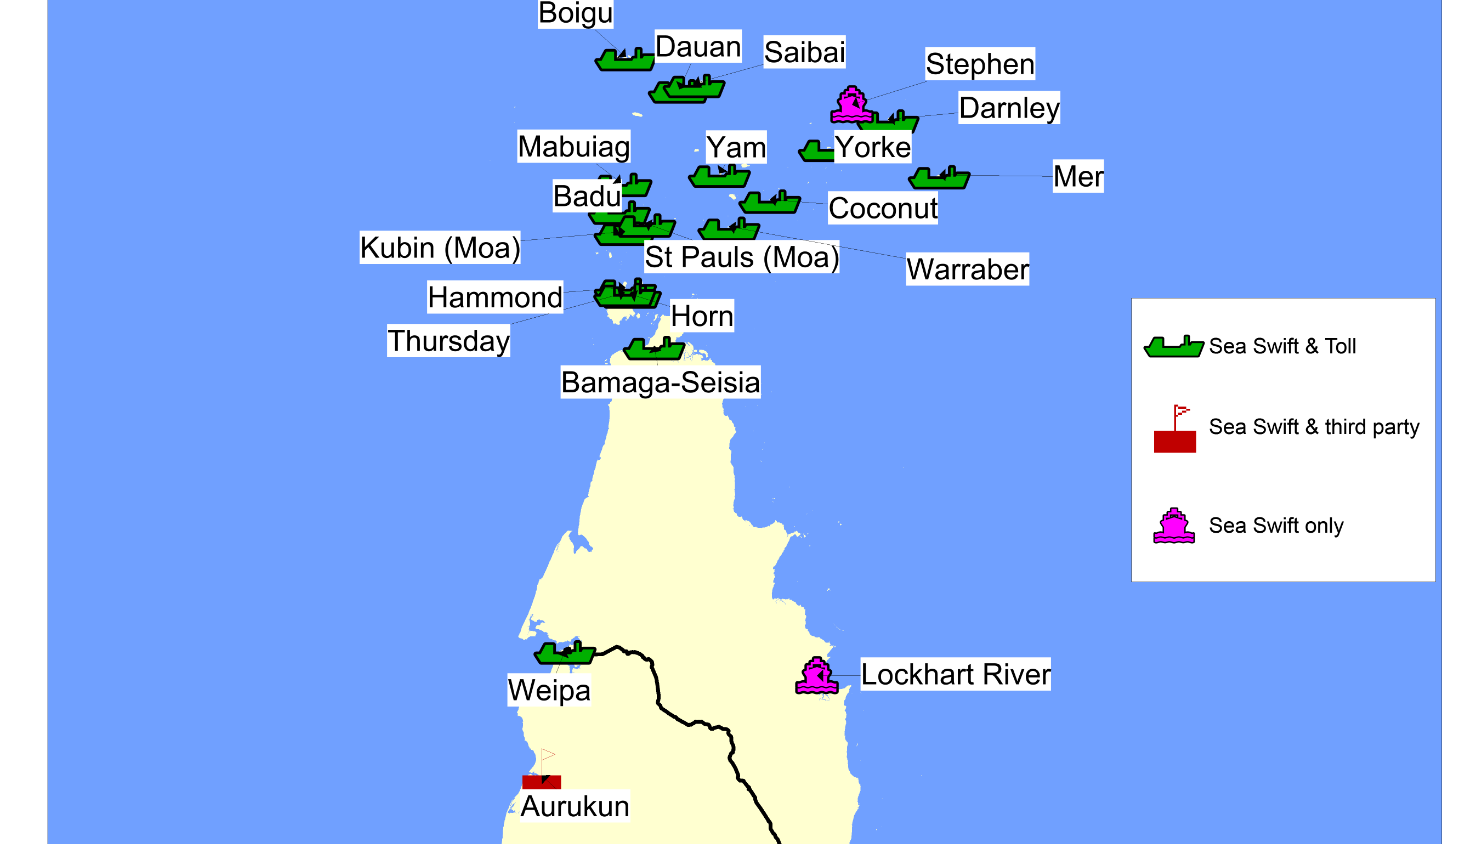 Boigu
Dauan
Saibai
Stephen
Darnley
Mabuiag
Yam
Yorke
Mer
Badu
Coconut
Kubin (Moa)
St Pauls (Moa)
Warraber
Hammond
Horn
Thursday
Bamaga-Seisia
Sea Swift & Toll
Sea Swift & third party
Sea Swift only
Weipa
Lockhart River
Aurukun